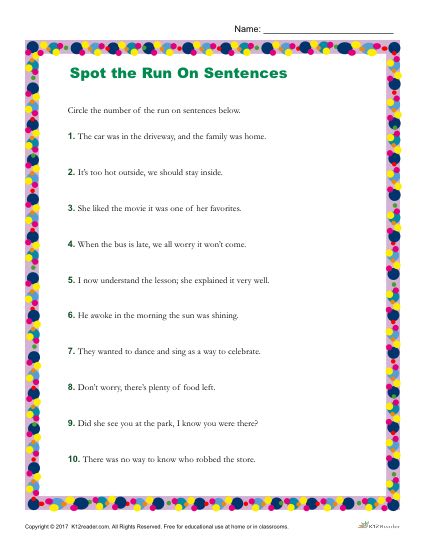 Name: ____________________________
Spot the Run On Sentences
Circle the number of the run on sentences below.
1. The car was in the driveway, and the family was home.
2. It's too hot outside, we should stay inside.
3. She liked the movie it was one of her favorites.
4. When the bus is late, we all worry it won't come.
5. I now understand the lesson; she explained it very well.
6. He awoke in the morning the sun was shining.
7. They wanted to dance and sing as a way to celebrate.
8. Don't worry, there's plenty of food left.
9. Did she see you at the park, I know you were there?
10. There was no way to know who robbed the store.
Copyright © 2017 K12reader.com. All Rights Reserved. Free for educational use at home or in classrooms.
K12Reader